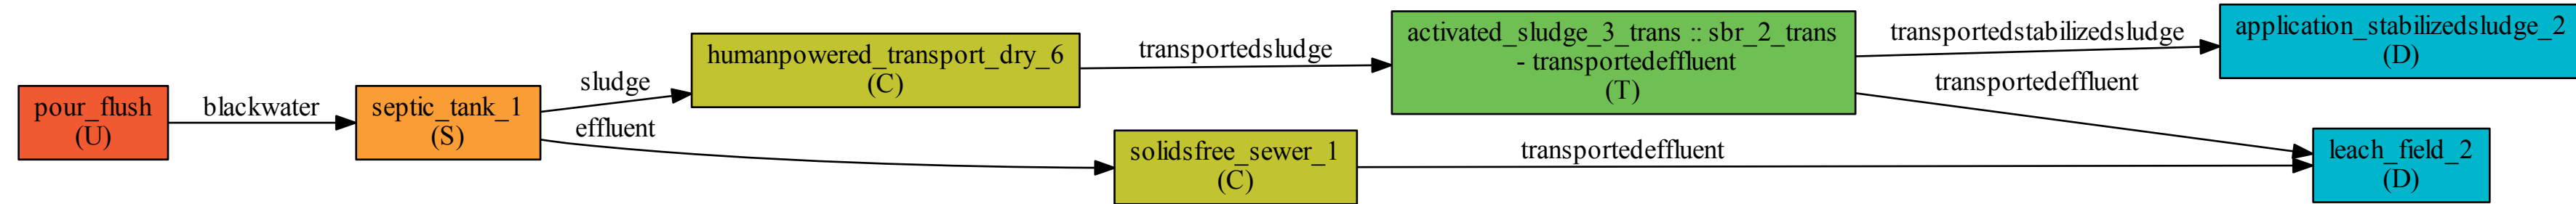 pour_flush
(U)
blackwater
septic_tank_1
(S)
sludge
effluent
humanpowered_transport_dry_6
(C)
solidsfree_sewer_1
(C)
transportedsludge
transportedeffluent
activated_sludge_3_trans :: sbr_2_trans
- transportedeffluent
(T)
transportedstabilizedsludge
transportedeffluent
application_stabilizedsludge_2
(D)
leach_field_2
(D)